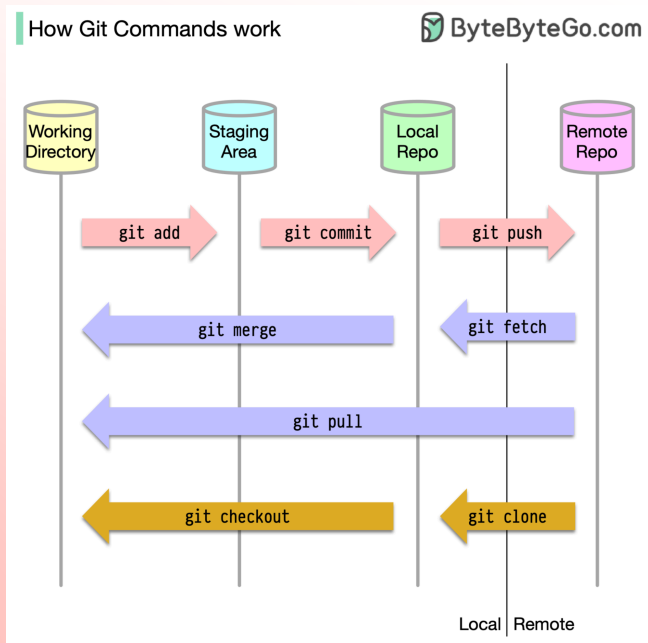 How Git Commands work
ByteByteGo.com
Working
Directory
Staging
Area
Local
Repo
Remote
Repo
git add
git commit
git push
git merge
git fetch
git pull
git checkout
git clone
Local
Remote